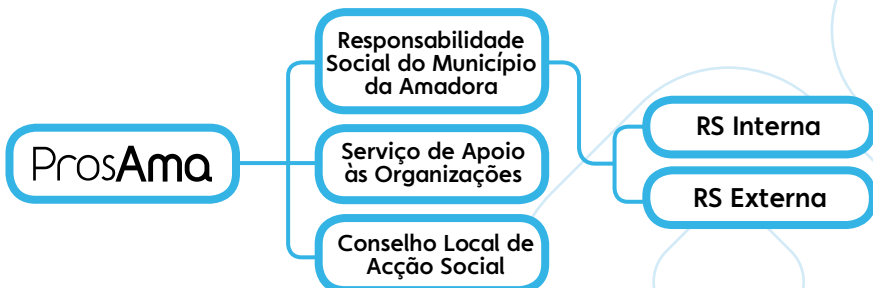 ProsAma
Responsabilidade
Social do Município
da Amadora
Serviço de Apoio
às Organizações
Conselho Local de
Acção Social
RS Interna
RS Externa